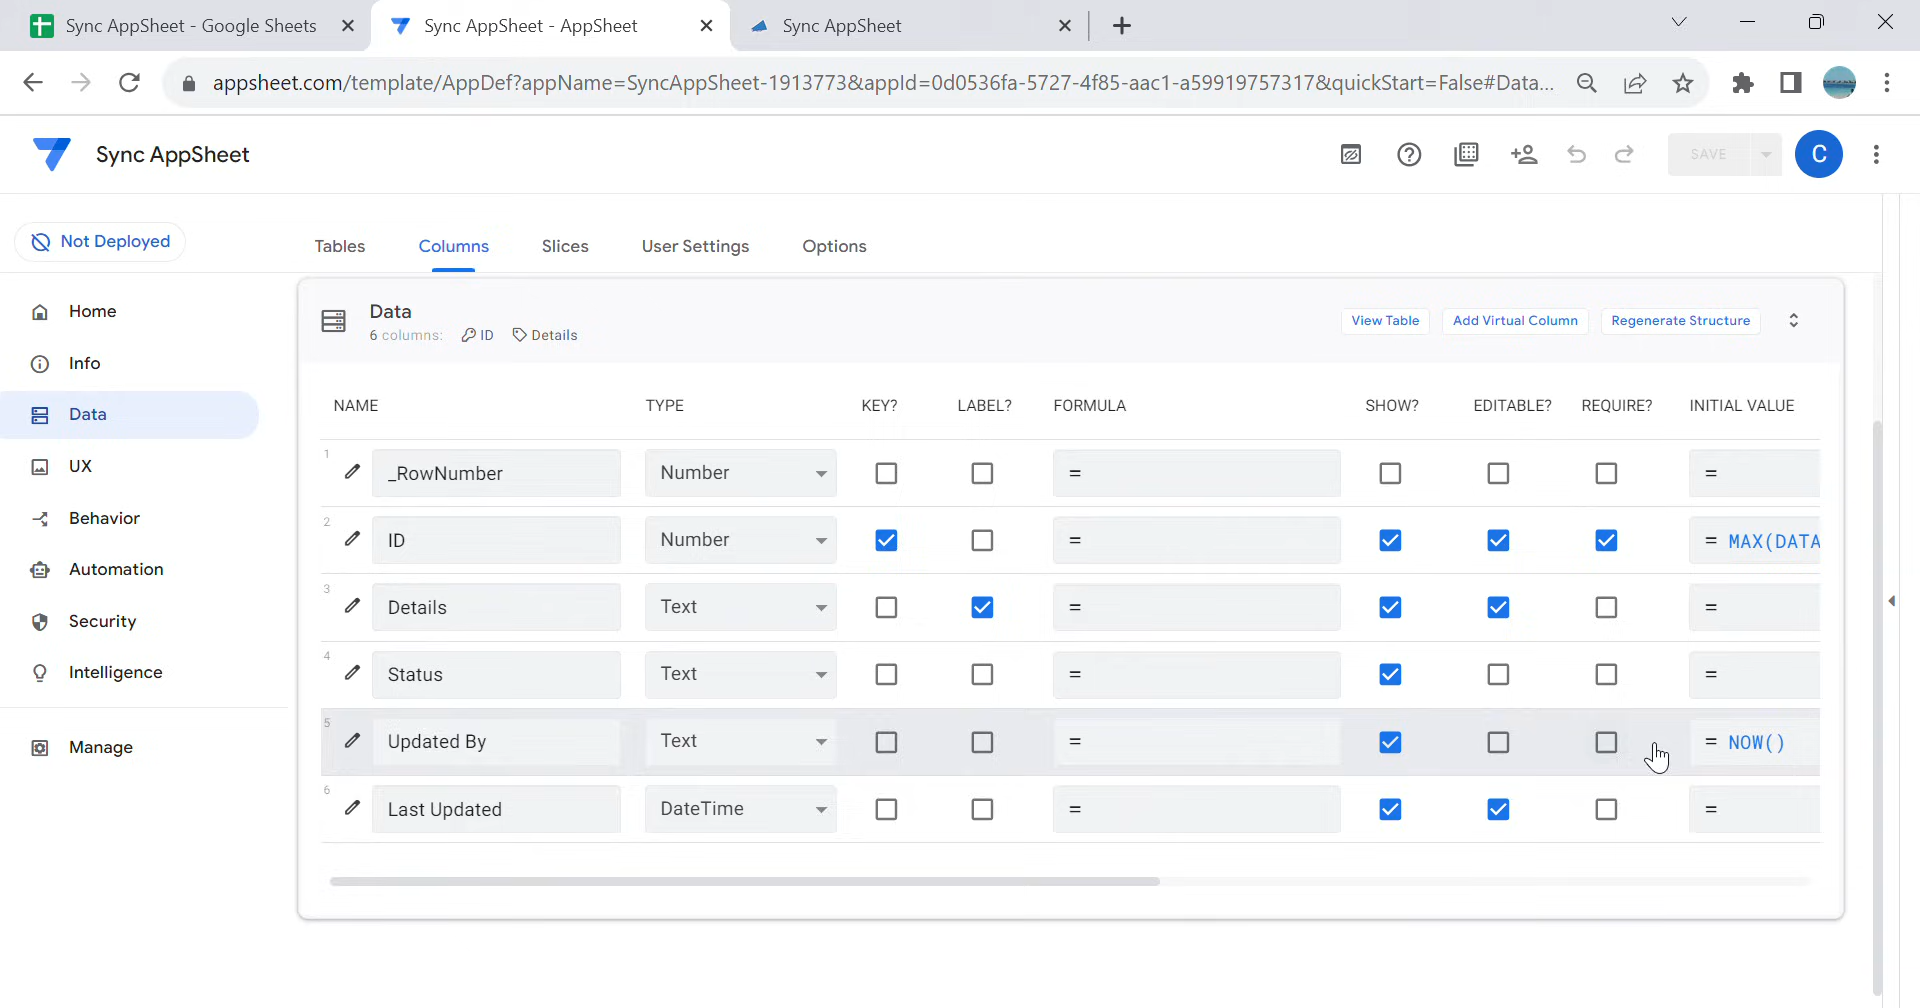 Sync AppSheet - Google Sheets
Sync AppSheet - AppSheet
Sync AppSheet
appsheet.com/template/AppDef?appName=SyncAppSheet-1913773&appId=0d0536fa-5727-4f85-aac1-a59919757317&quickStart=False#Data...
Sync AppSheet
SAVE
C
Not Deployed
Tables
Columns
Slices
User Settings
Options
Home
Info
Data
UX
Behavior
Automation
Security
Intelligence
Manage
Data
6 columns: ID Details
View Table
Add Virtual Column
Regenerate Structure
NAME TYPE KEY? LABEL? FORMULA SHOW? EDITABLE? REQUIRE? INITIAL VALUE
1 _RowNumber Number = =
2 ID Number = = MAX(DATA
3 Details Text = =
4 Status Text = =
5 Updated By Text = = NOW()
6 Last Updated DateTime = =